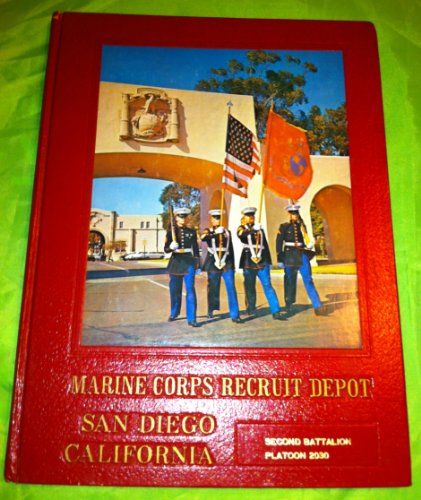 MARINE CORPS RECRUIT DEPOT
SAN DIEGO
CALIFORNIA
SECOND BATTALION
PLATOON 2030